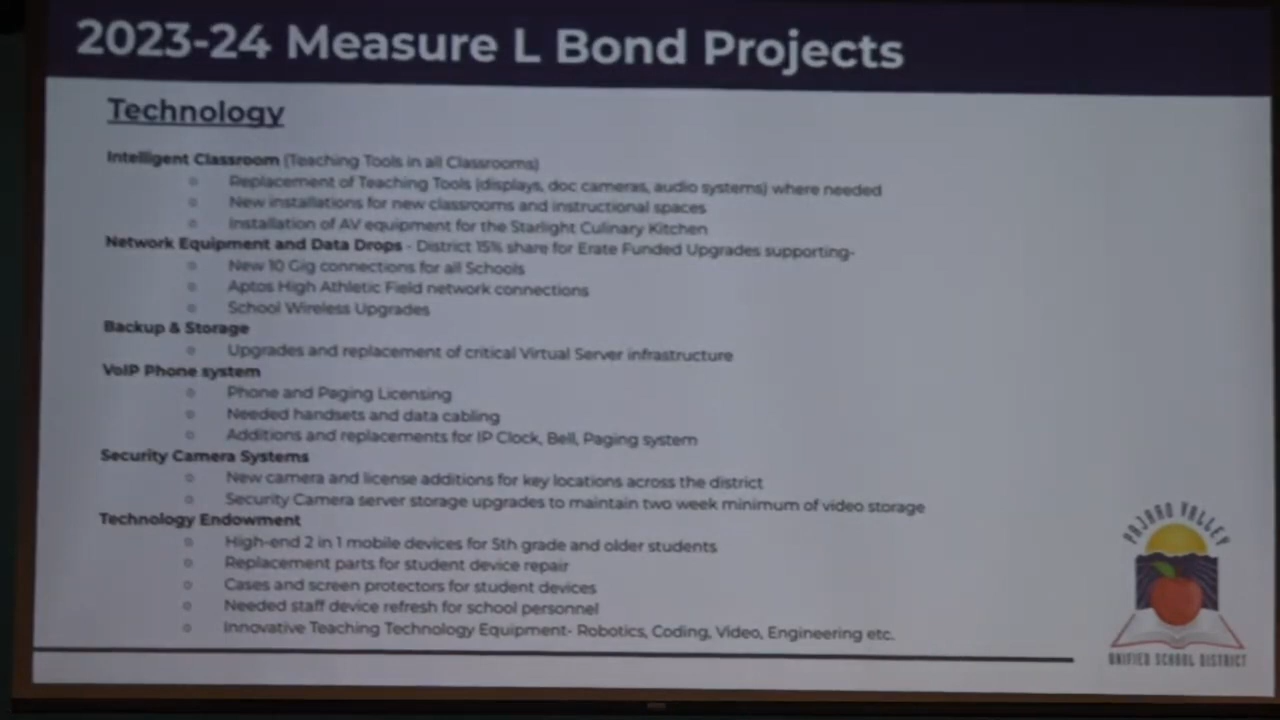 2023-24 Measure L Bond Projects
Technology
Intelligent Classroom (Teaching Tools in all Classrooms)
Replacement of Teaching Tools (displays, doc cameras, audio systems) where needed
New installations for new classrooms and instructional spaces
Installation of AV equipment for the Starlight Culinary Kitchen
Network Equipment and Data Drops - District 15% share for Erate Funded Upgrades supporting-
New 10 Gig connections for all Schools
Aptos High Athletic Field network connections
School Wireless Upgrades
Backup & Storage
Upgrades and replacement of critical Virtual Server infrastructure
VoIP Phone system
Phone and Paging Licensing
Needed handsets and data cabling
Additions and replacements for IP Clock, Bell, Paging system
Security Camera Systems
New camera and license additions for key locations across the district
Security Camera server storage upgrades to maintain two week minimum of video storage
Technology Endowment
High-end 2 in 1 mobile devices for 5th grade and older students
Replacement parts for student device repair
Cases and screen protectors for student devices
Needed staff device refresh for school personnel
Innovative Teaching Technology Equipment- Robotics, Coding, Video, Engineering etc.
PAJARO VALLEY
UNIFIED SCHOOL DISTRICT